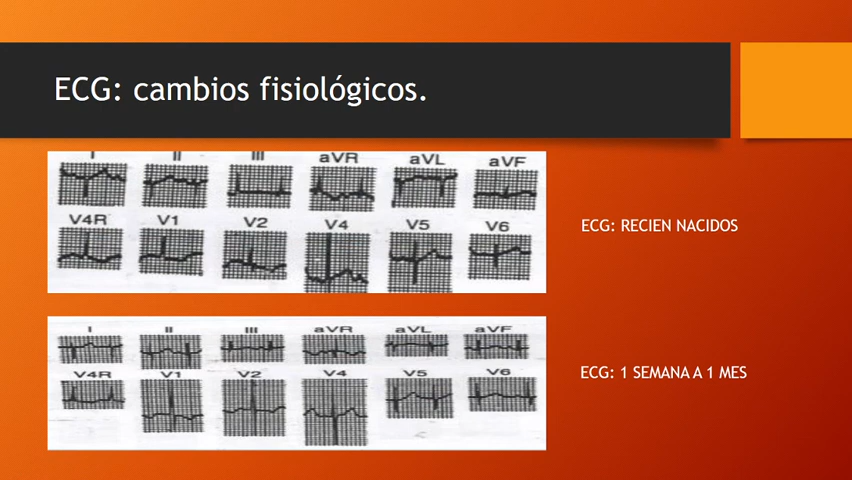 ECG: cambios fisiológicos.
I II III aVR aVL aVF
V4R V1 V2 V4 V5 V6
ECG: RECIEN NACIDOS
I II III aVR aVL aVF
V4R V1 V2 V4 V5 V6
ECG: 1 SEMANA A 1 MES